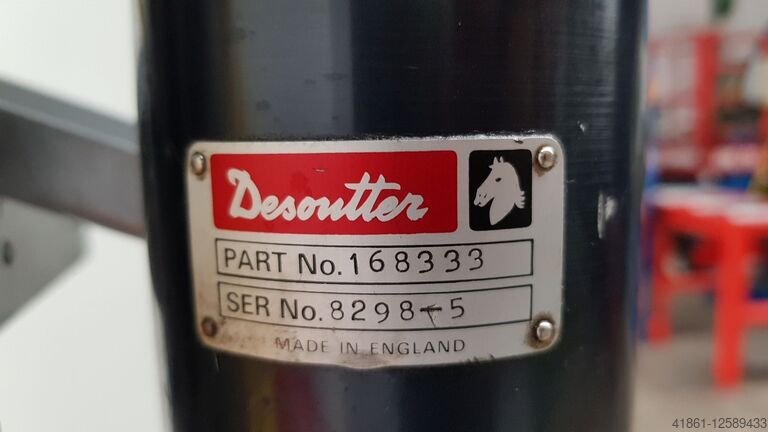 Desoutter
PART No. 168333
SER No. 8298-5
MADE IN ENGLAND
41861-12589433